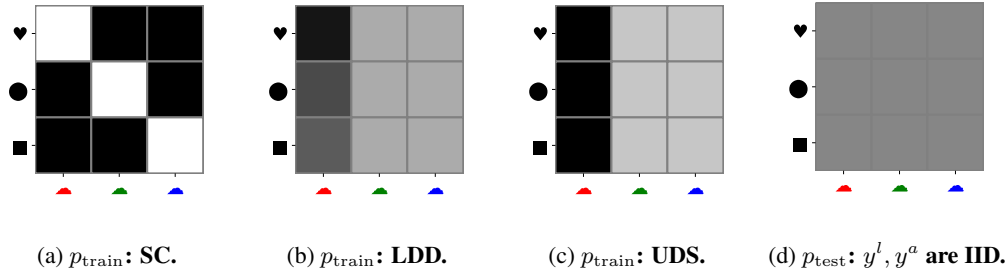 (a) p_train: SC.
(b) p_train: LDD.
(c) p_train: UDS.
(d) p_test: y^l, y^a are IID.